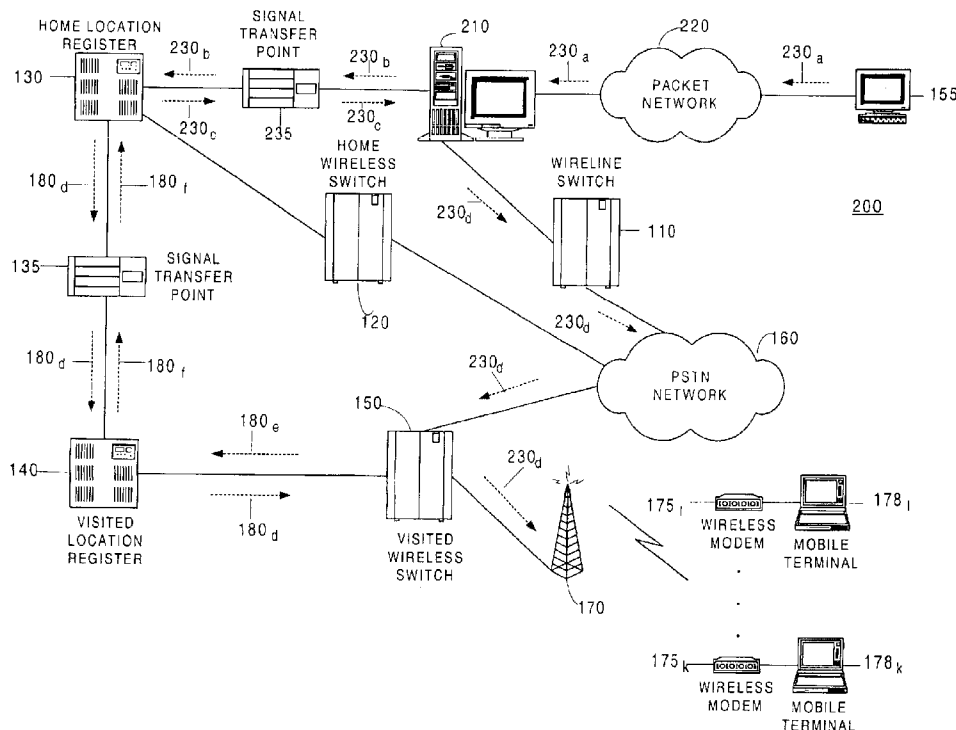 HOME LOCATION
REGISTER
SIGNAL
TRANSFER
POINT
210
220
130
230b
230b
230a
230a
PACKET
NETWORK
155
230c
235
230c
HOME
WIRELESS
SWITCH
WIRELINE
SWITCH
180d
180f
230d
110
200
135
SIGNAL
TRANSFER
POINT
120
230d
160
180d
180f
230d
PSTN
NETWORK
150
180e
230d
140
175l
178l
VISITED
LOCATION
REGISTER
180d
VISITED
WIRELESS
SWITCH
WIRELESS
MODEM
MOBILE
TERMINAL
170
175k
178k
WIRELESS
MODEM
MOBILE
TERMINAL